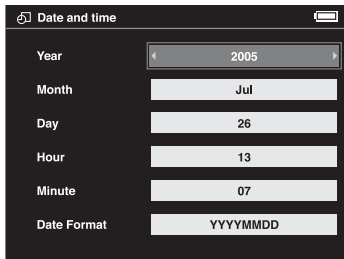 Date and time
Year 2005
Month Jul
Day 26
Hour 13
Minute 07
Date Format YYYYMMDD